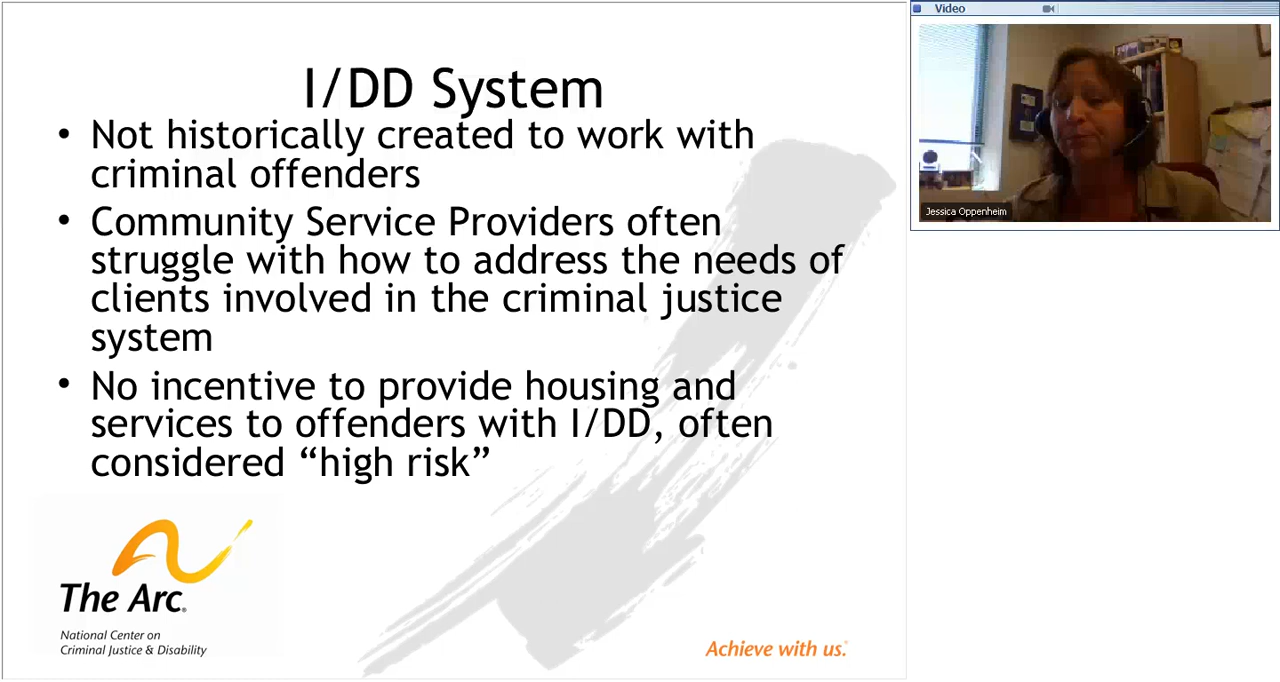 I/DD System
• Not historically created to work with
criminal offenders
• Community Service Providers often
struggle with how to address the needs of
clients involved in the criminal justice
system
• No incentive to provide housing and
services to offenders with I/DD, often
considered “high risk”
The Arc®
National Center on
Criminal Justice & Disability
Achieve with us.®
Video
Jessica Oppenheim